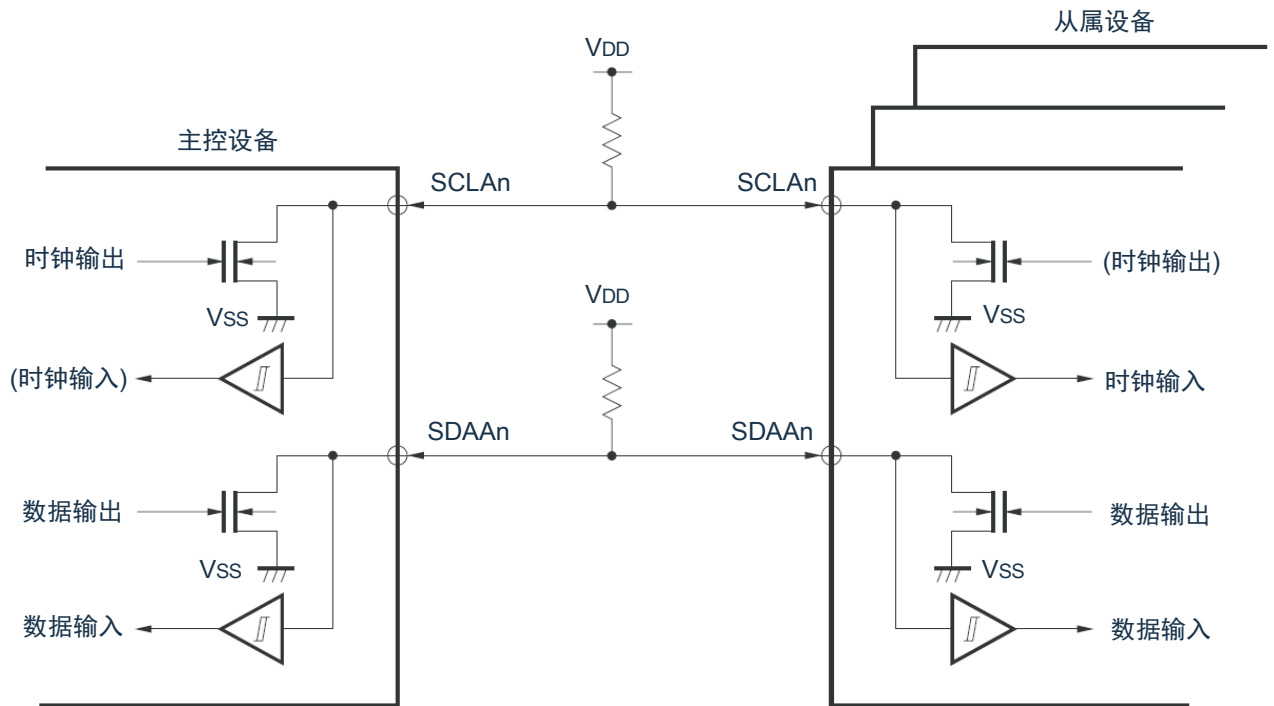 从属设备
VDD
主控设备
SCLAn
SCLAn
时钟输出
(时钟输出)
VSS
VSS
VDD
(时钟输入)
时钟输入
SDAAn
SDAAn
数据输出
数据输出
VSS
VSS
数据输入
数据输入